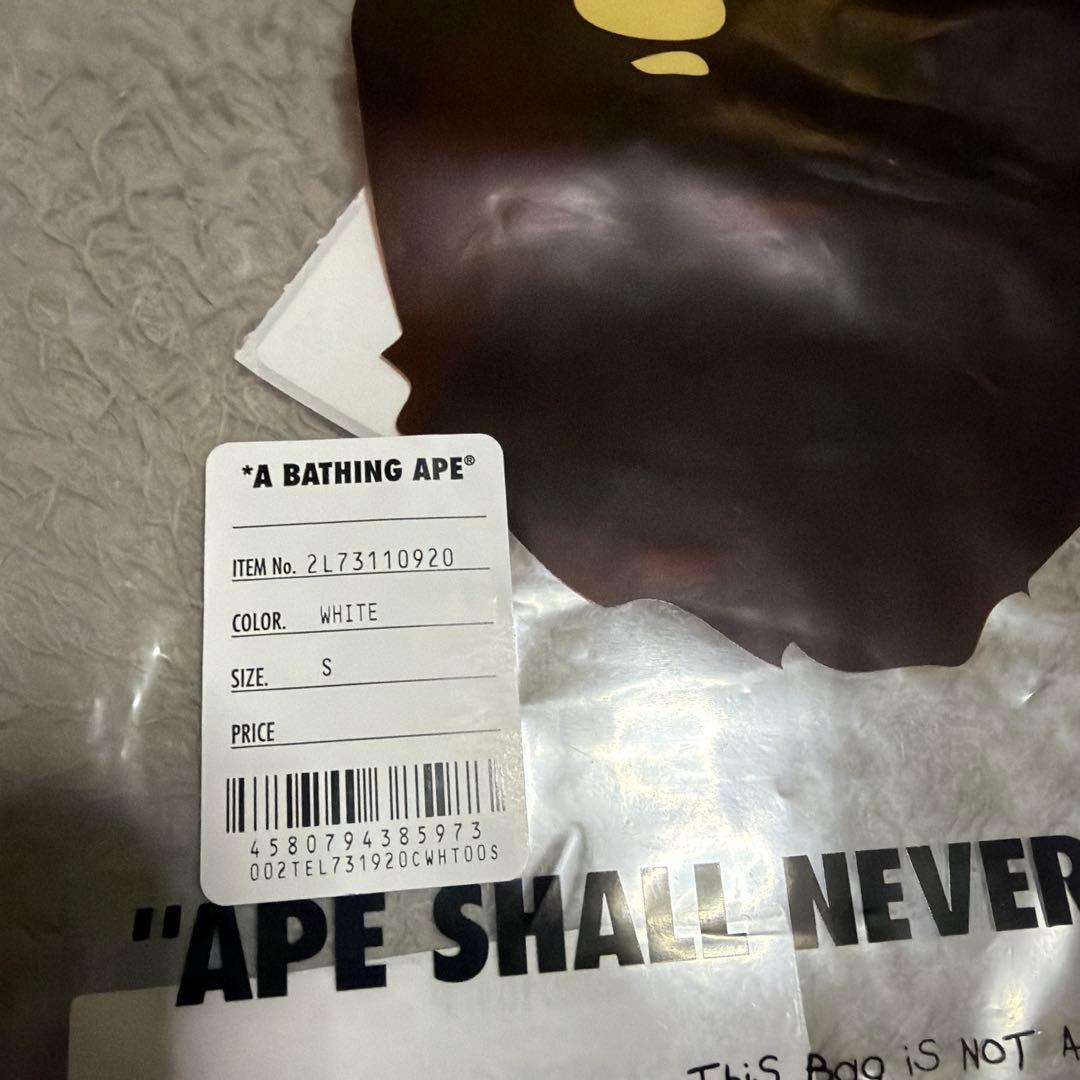 *A BATHING APE®
ITEM No. 2L73110920
COLOR. WHITE
SIZE. S
PRICE
4580794385973
002TEL731920CWHT00S
"APE SHALL NEVER
THiS Bag iS NOT A